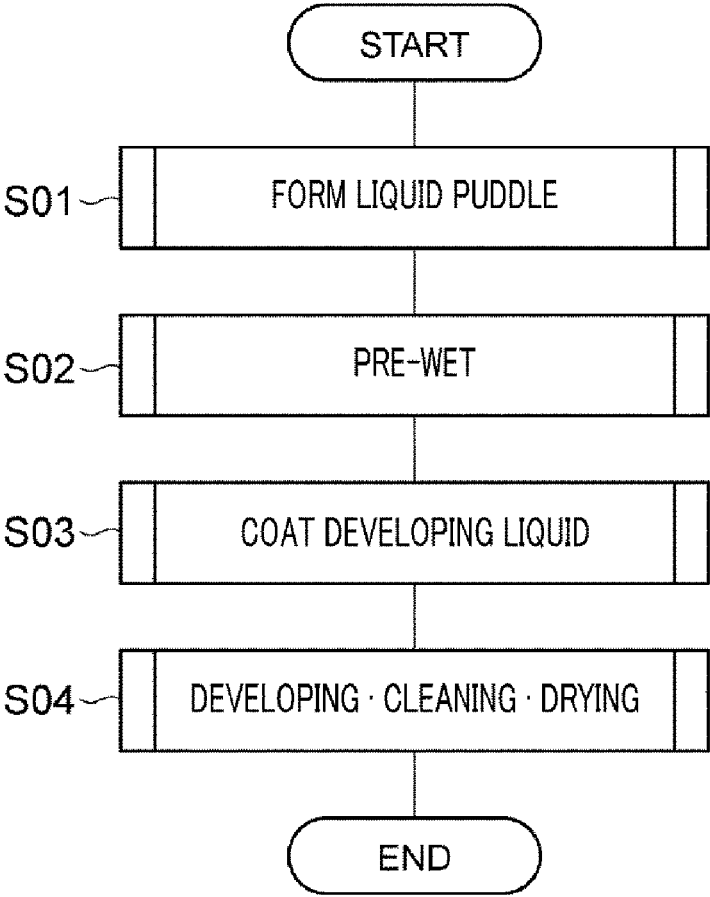 START
S01
FORM LIQUID PUDDLE
S02
PRE-WET
S03
COAT DEVELOPING LIQUID
S04
DEVELOPING · CLEANING · DRYING
END